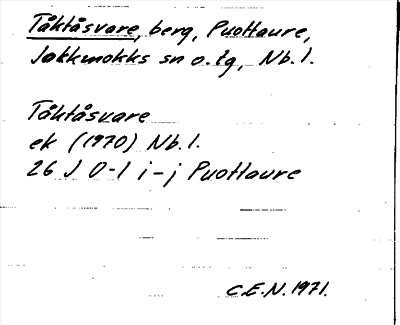 Tåktåsvare, berg, Puottaure,
Jokkmokks sn o. tg, Nb. l.
Tåktåsvare
ek (1970) Nb. l.
26 J 0-1 i-j Puottaure
C.E.N. 1971.